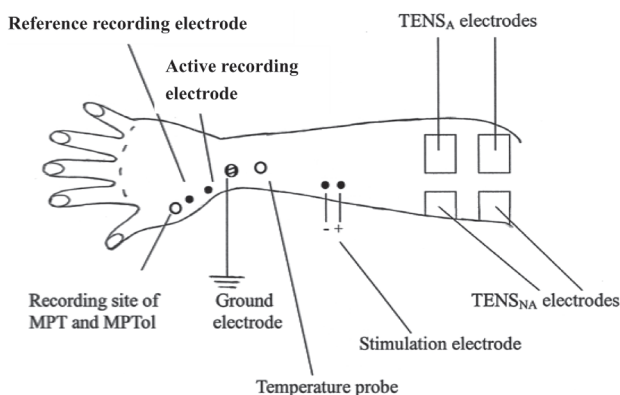 Reference recording electrode
TENSA electrodes
Active recording
electrode
- +
Recording site of
MPT and MPTol
Ground
electrode
TENSNA electrodes
Stimulation electrode
Temperature probe